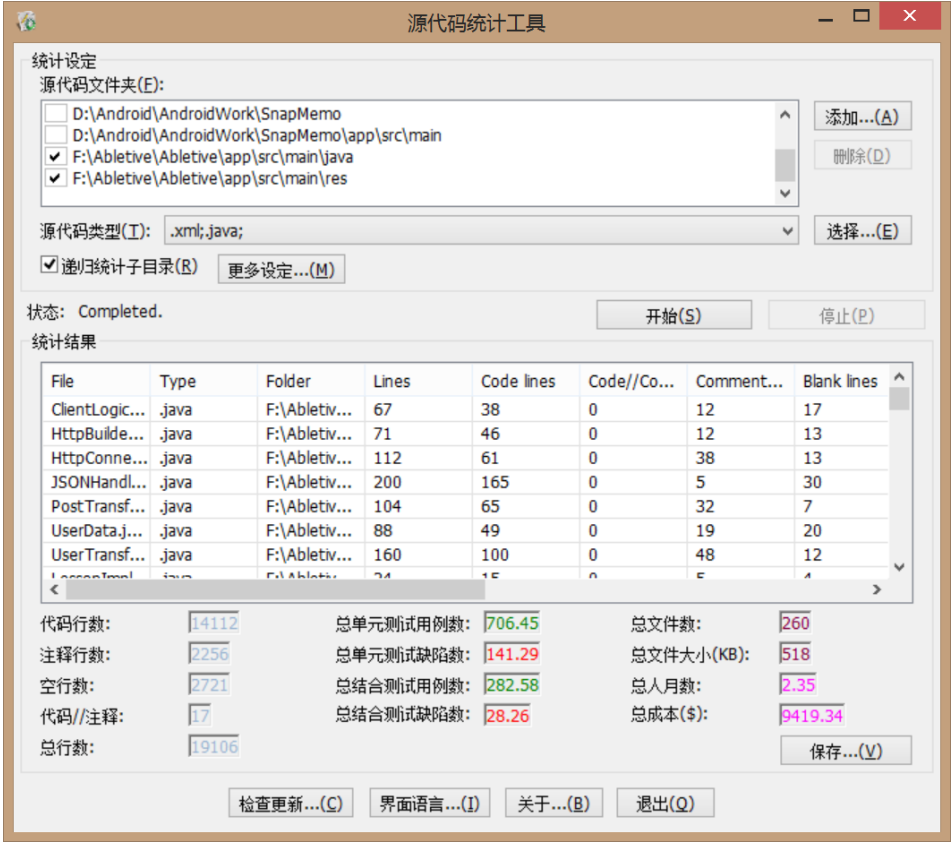 源代码统计工具
统计设定
源代码文件夹(F):
D:\Android\AndroidWork\SnapMemo
D:\Android\AndroidWork\SnapMemo\app\src\main
F:\Abletive\Abletive\app\src\main\java
F:\Abletive\Abletive\app\src\main\res
添加...(A)
删除(D)
源代码类型(T): .xml;.java; 选择...(E)
递归统计子目录(R) 更多设定...(M)
状态: Completed. 开始(S) 停止(P)
统计结果
File Type Folder Lines Code lines Code//Co... Comment... Blank lines
ClientLogic... .java F:\Abletiv... 67 38 0 12 17
HttpBuilde... .java F:\Abletiv... 71 46 0 12 13
HttpConne... .java F:\Abletiv... 112 61 0 38 13
JSONHandl... .java F:\Abletiv... 200 165 0 5 30
PostTransf... .java F:\Abletiv... 104 65 0 32 7
UserData.j... .java F:\Abletiv... 88 49 0 19 20
UserTransf... .java F:\Abletiv... 160 100 0 48 12
LessonImpl... .java F:\Abletiv... 24 15 0 5 4
代码行数: 14112 总单元测试用例数: 706.45 总文件数: 260
注释行数: 2256 总单元测试缺陷数: 141.29 总文件大小(KB): 518
空行数: 2721 总结合测试用例数: 282.58 总人月数: 2.35
代码//注释: 17 总结合测试缺陷数: 28.26 总成本($): 9419.34
总行数: 19106 保存...(V)
检查更新...(C) 界面语言...(I) 关于...(B) 退出(Q)